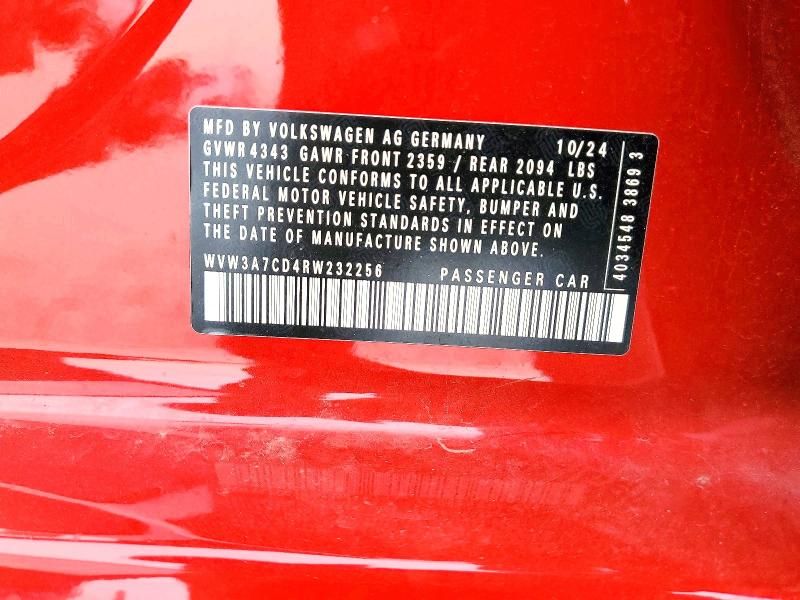 MFD BY VOLKSWAGEN AG GERMANY 10/24
GVWR 4343 GAWR FRONT 2359 / REAR 2094 LBS
THIS VEHICLE CONFORMS TO ALL APPLICABLE U.S.
FEDERAL MOTOR VEHICLE SAFETY, BUMPER AND
THEFT PREVENTION STANDARDS IN EFFECT ON
THE DATE OF MANUFACTURE SHOWN ABOVE.
WVW3A7CD4RW232256 PASSENGER CAR
4034548 3869 3